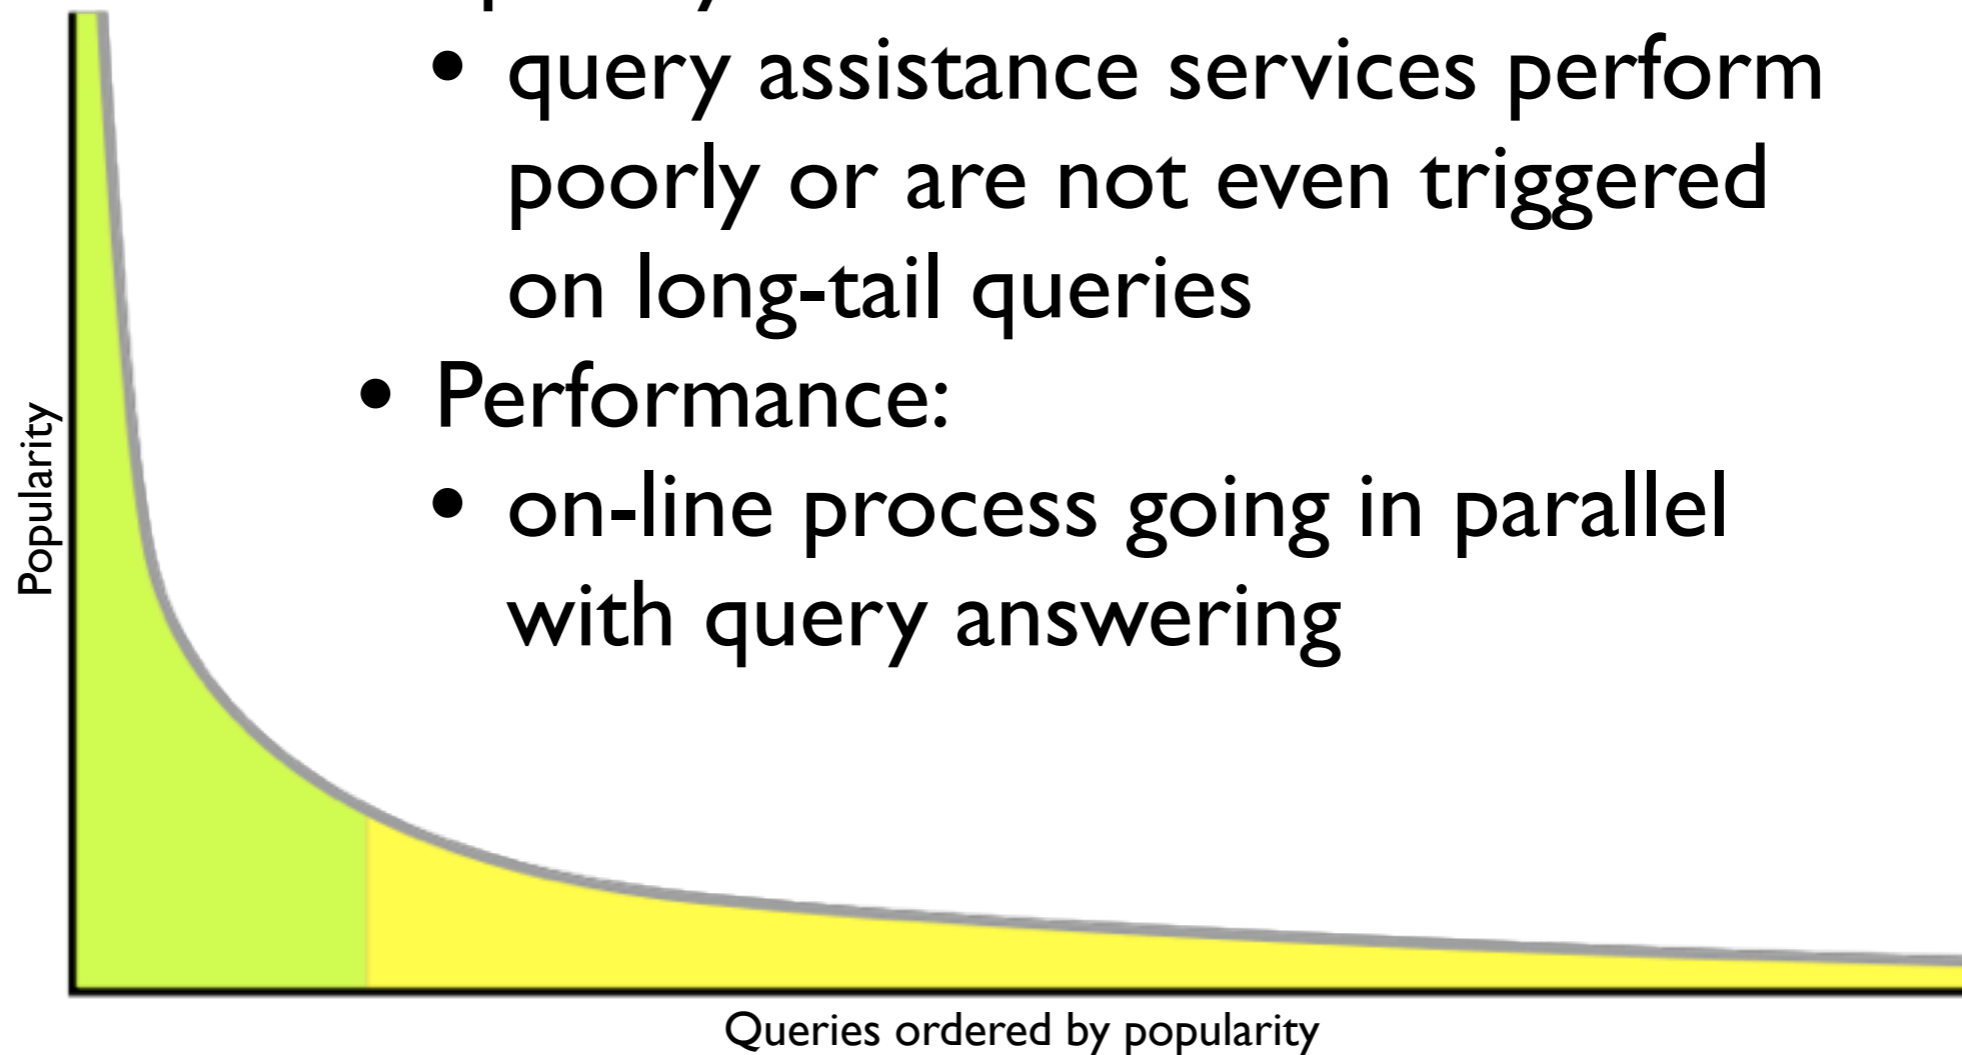 • query assistance services perform
poorly or are not even triggered
on long-tail queries
• Performance:
• on-line process going in parallel
with query answering
Popularity
Queries ordered by popularity